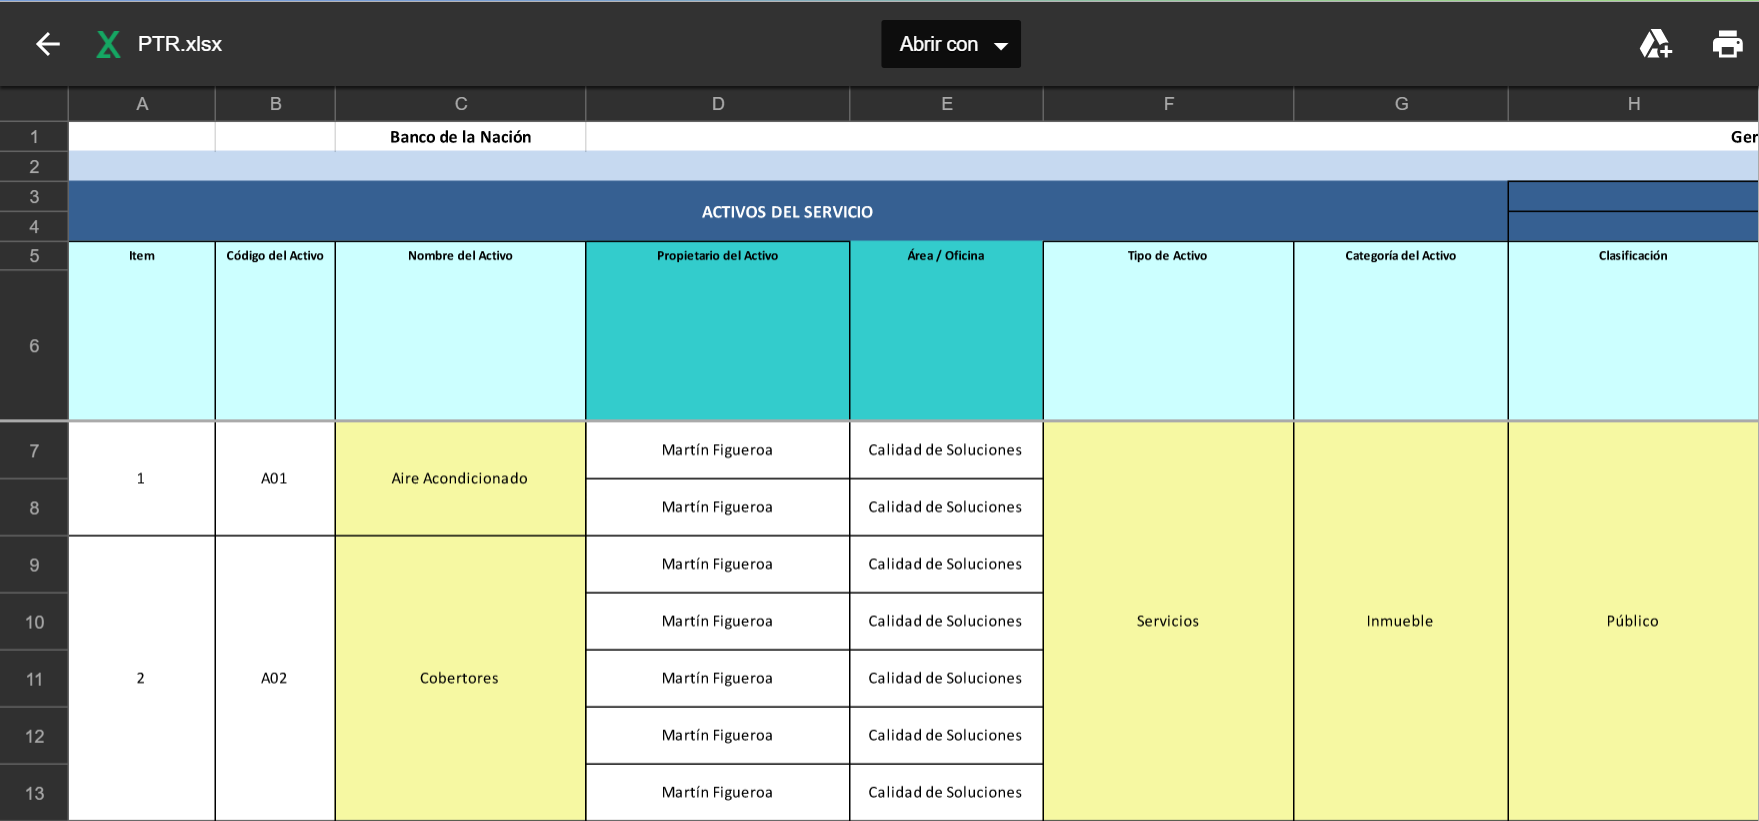 PTR.xlsx
Abrir con
A B C D E F G H
1 Banco de la Nación Ger
2
3
ACTIVOS DEL SERVICIO
4
5 Item Código del Activo Nombre del Activo Propietario del Activo Área / Oficina Tipo de Activo Categoría del Activo Clasificación
6
7 Martín Figueroa Calidad de Soluciones
1 A01 Aire Acondicionado
8 Martín Figueroa Calidad de Soluciones
9 Martín Figueroa Calidad de Soluciones
10 Martín Figueroa Calidad de Soluciones Servicios Inmueble Público
11 2 A02 Cobertores Martín Figueroa Calidad de Soluciones
12 Martín Figueroa Calidad de Soluciones
13 Martín Figueroa Calidad de Soluciones